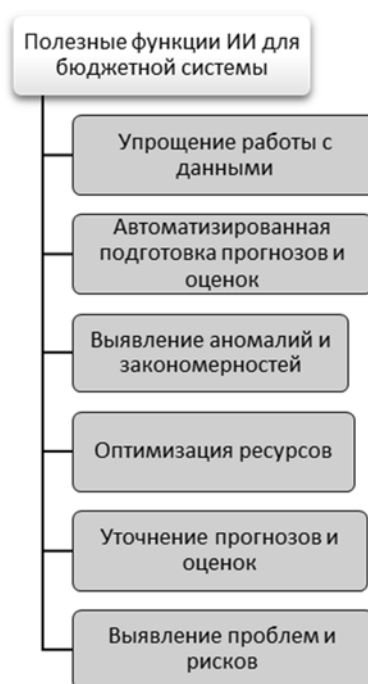 Полезные функции ИИ для
бюджетной системы
Упрощение работы с
данными
Автоматизированная
подготовка прогнозов и
оценок
Выявление аномалий и
закономерностей
Оптимизация ресурсов
Уточнение прогнозов и
оценок
Выявление проблем и
рисков